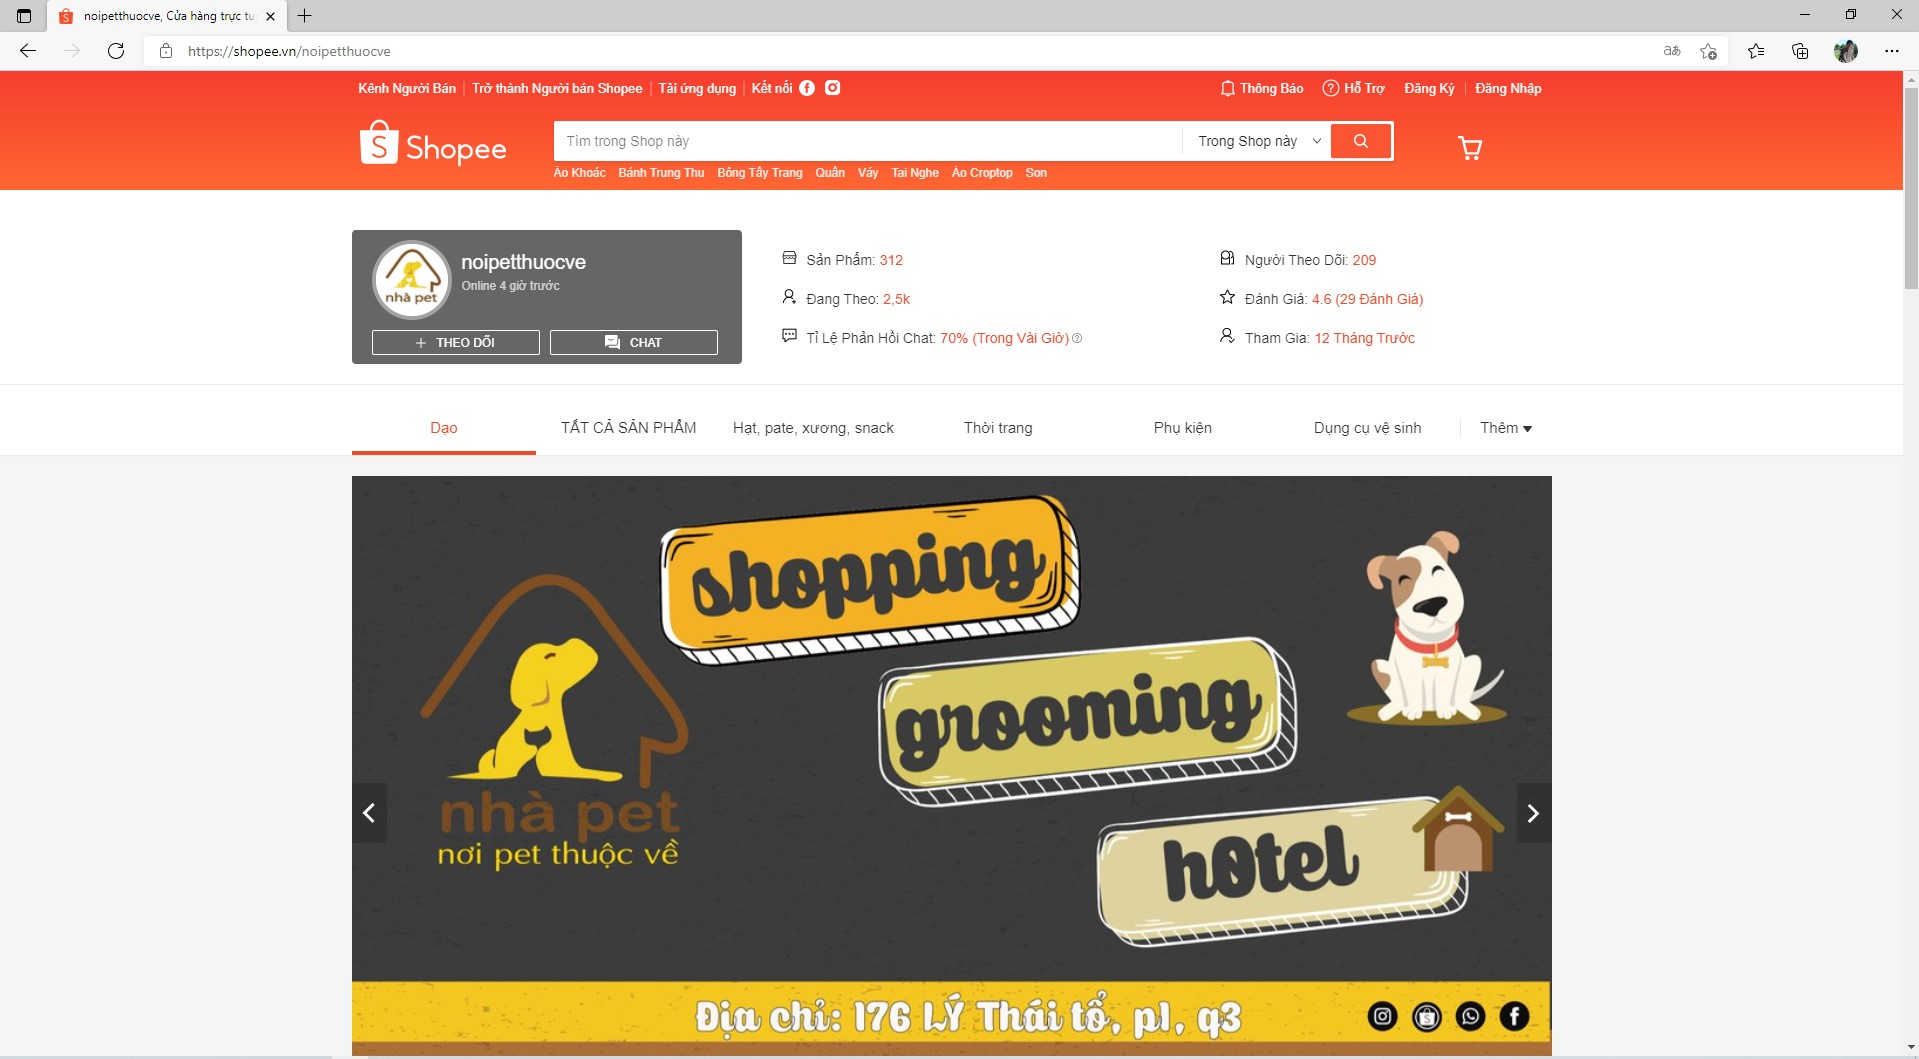 noipetthuocve, Cửa hàng trực tu
https://shopee.vn/noipetthuocve
Kênh Người Bán Trở thành Người bán Shopee Tải ứng dụng Kết nối
Thông Báo Hỗ Trợ Đăng Ký Đăng Nhập
Shopee
Tìm trong Shop này
Trong Shop này
Áo Khoác Bánh Trung Thu Bông Tẩy Trang Quần Váy Tai Nghe Áo Croptop Son
nhà pet
noipetthuocve
Online 4 giờ trước
THEO DÕI
CHAT
Sản Phẩm: 312
Người Theo Dõi: 209
Đang Theo: 2,5k
Đánh Giá: 4.6 (29 Đánh Giá)
Tỉ Lệ Phản Hồi Chat: 70% (Trong Vài Giờ)
Tham Gia: 12 Tháng Trước
Dạo
TẤT CẢ SẢN PHẨM
Hạt, pate, xương, snack
Thời trang
Phụ kiện
Dụng cụ vệ sinh
Thêm
shopping
grooming
hotel
nhà pet
nơi pet thuộc về
Địa chỉ: 176 LÝ Thái tổ, p1, q3